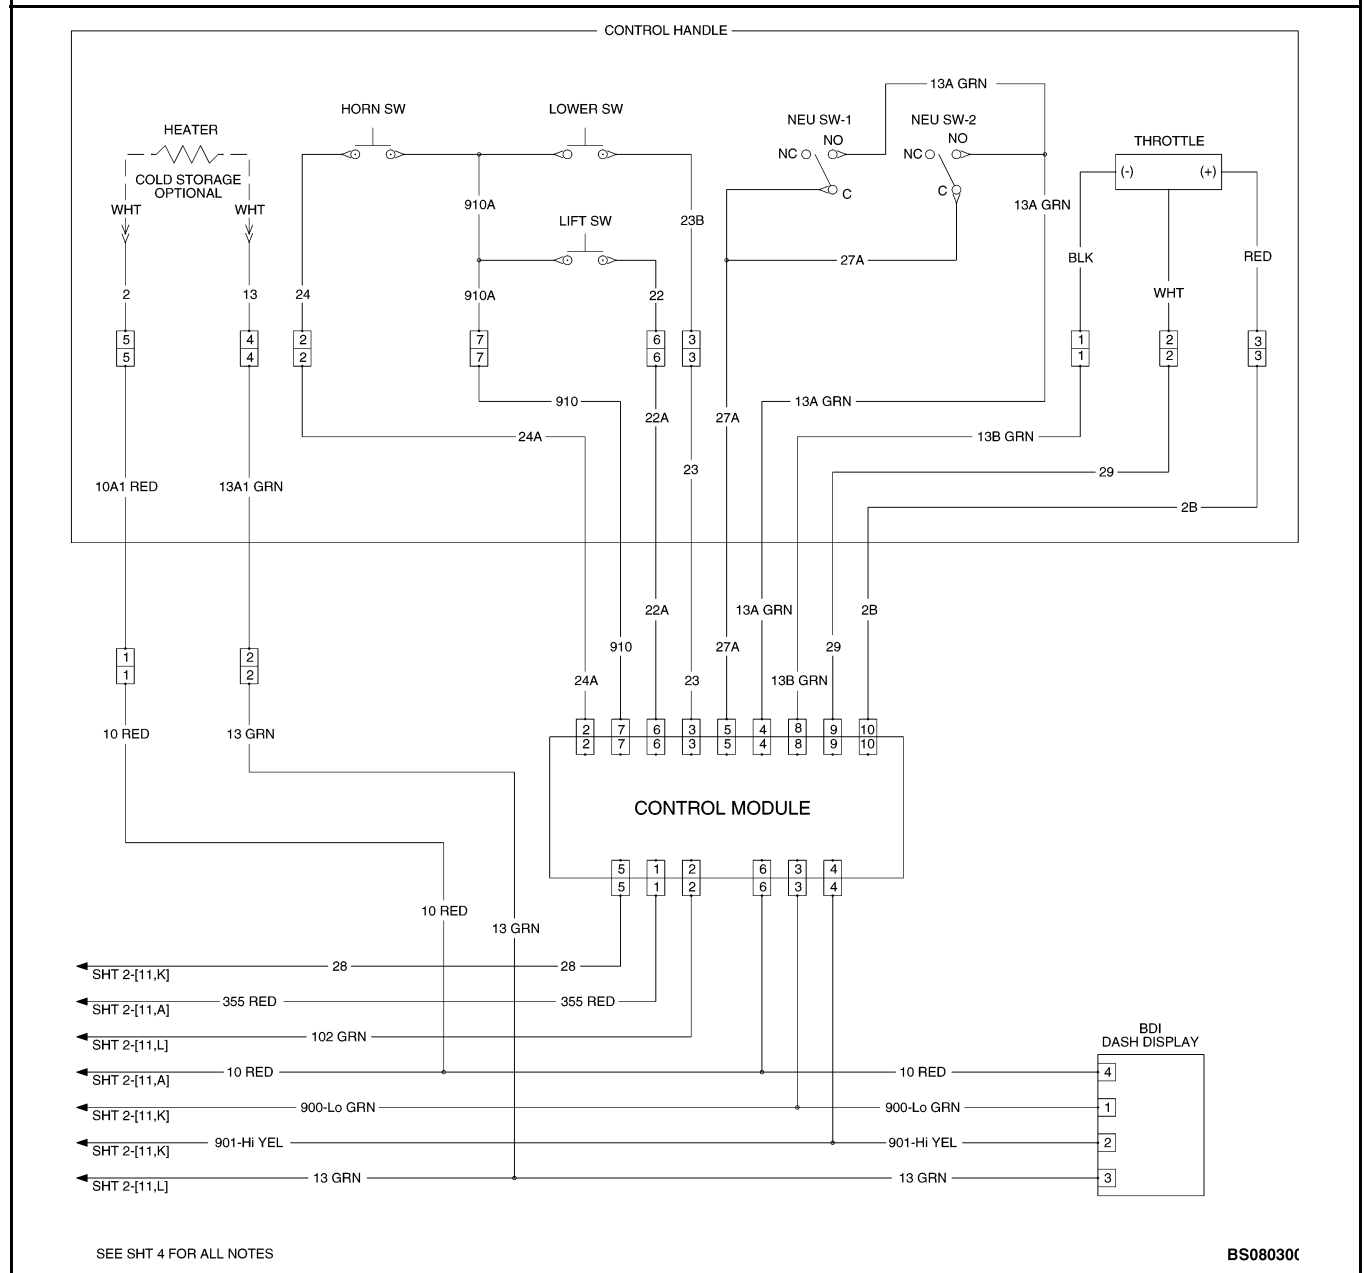 CONTROL HANDLE
13A GRN
HORN SW
LOWER SW
NEU SW-1
NEU SW-2
HEATER
NO
NO
THROTTLE
NC
NC
(-)
(+)
COLD STORAGE
OPTIONAL
C
C
WHT
WHT
910A
23B
13A GRN
LIFT SW
27A
BLK
RED
2
13
24
910A
22
WHT
5
4
2
7
6
3
1
2
3
5
4
2
7
6
3
1
2
3
910
13A GRN
22A
27A
24A
13B GRN
23
29
10A1 RED
13A1 GRN
2B
22A
13A GRN
2B
910
27A
29
1
2
1
2
24A
23
13B GRN
10 RED
13 GRN
2
7
6
3
5
4
8
9
10
2
7
6
3
5
4
8
9
10
CONTROL MODULE
5
1
2
6
3
4
5
1
2
6
3
4
10 RED
13 GRN
28
28
SHT 2-[11,K]
355 RED
355 RED
SHT 2-[11,A]
102 GRN
SHT 2-[11,L]
BDI
DASH DISPLAY
10 RED
10 RED
4
SHT 2-[11,A]
900-Lo GRN
900-Lo GRN
1
SHT 2-[11,K]
901-Hi YEL
901-Hi YEL
2
SHT 2-[11,K]
13 GRN
13 GRN
3
SHT 2-[11,L]
SEE SHT 4 FOR ALL NOTES
BS080300